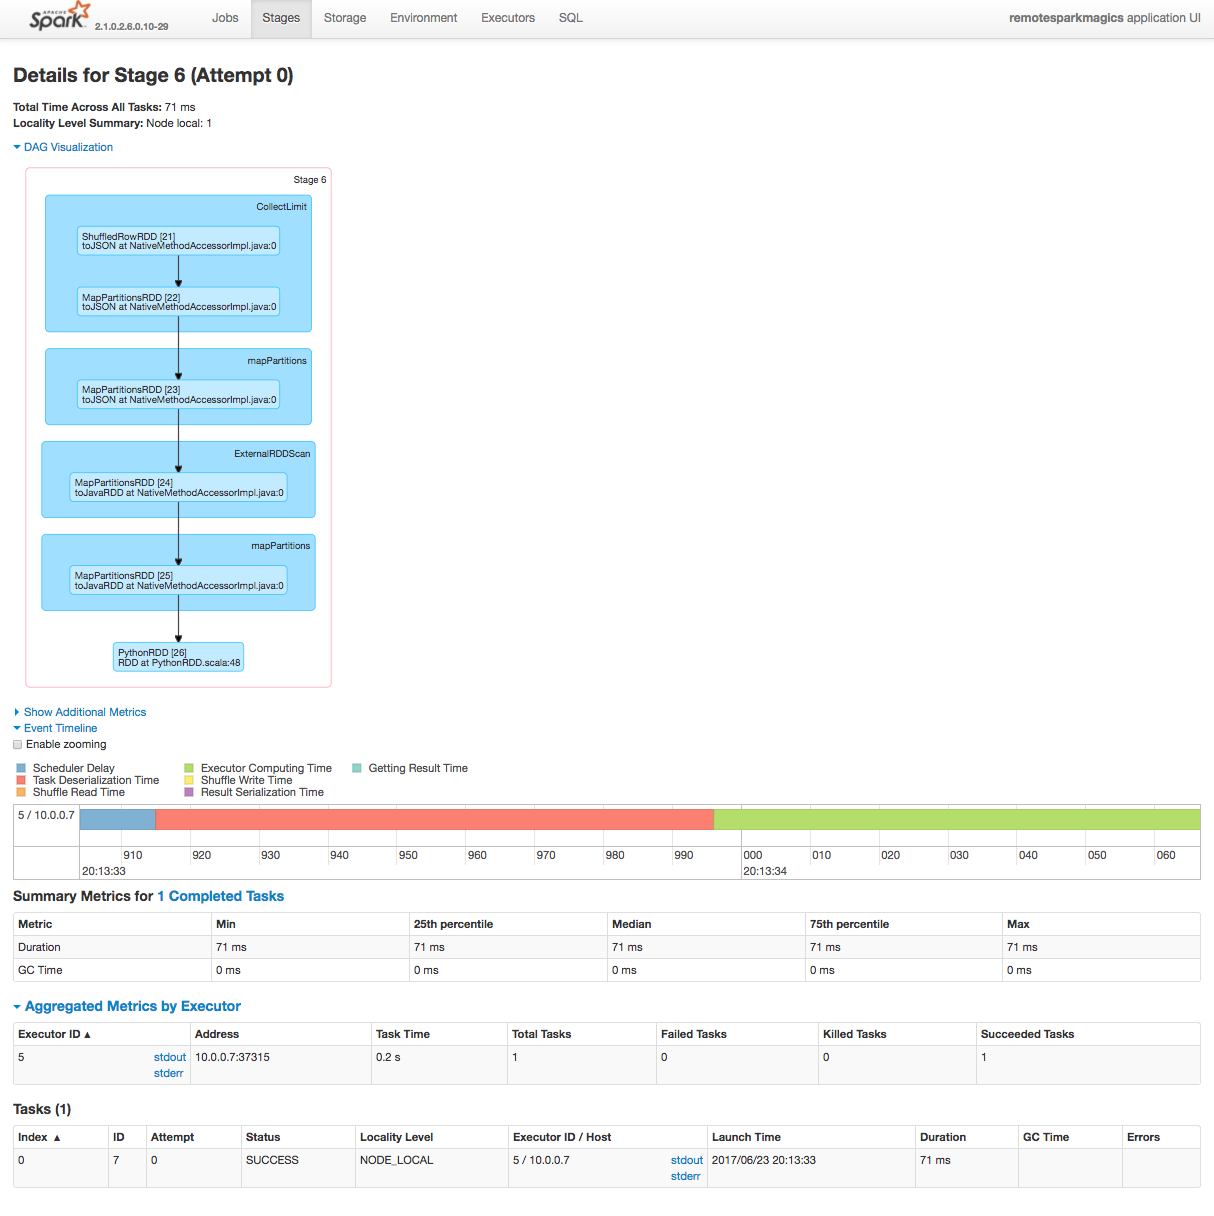 APACHE
Spark 2.1.0.2.6.0.10-29 Jobs Stages Storage Environment Executors SQL remotesparkmagics application UI
Details for Stage 6 (Attempt 0)
Total Time Across All Tasks: 71 ms
Locality Level Summary: Node local: 1
DAG Visualization
Stage 6
CollectLimit
ShuffledRowRDD [21]
toJSON at NativeMethodAccessorImpl.java:0
MapPartitionsRDD [22]
toJSON at NativeMethodAccessorImpl.java:0
mapPartitions
MapPartitionsRDD [23]
toJSON at NativeMethodAccessorImpl.java:0
ExternalRDDScan
MapPartitionsRDD [24]
toJavaRDD at NativeMethodAccessorImpl.java:0
mapPartitions
MapPartitionsRDD [25]
toJavaRDD at NativeMethodAccessorImpl.java:0
PythonRDD [26]
RDD at PythonRDD.scala:48
Show Additional Metrics
Event Timeline
Enable zooming
Scheduler Delay Executor Computing Time Getting Result Time
Task Deserialization Time Shuffle Write Time
Shuffle Read Time Result Serialization Time
5 / 10.0.0.7
910 920 930 940 950 960 970 980 990 000 010 020 030 040 050 060
20:13:33 20:13:34
Summary Metrics for 1 Completed Tasks
Metric Min 25th percentile Median 75th percentile Max
Duration 71 ms 71 ms 71 ms 71 ms 71 ms
GC Time 0 ms 0 ms 0 ms 0 ms 0 ms
Aggregated Metrics by Executor
Executor ID ▲ Address Task Time Total Tasks Failed Tasks Killed Tasks Succeeded Tasks
5 stdout 10.0.0.7:37315 0.2 s 1 0 0 1
stderr
Tasks (1)
Index ▲ ID Attempt Status Locality Level Executor ID / Host Launch Time Duration GC Time Errors
0 7 0 SUCCESS NODE_LOCAL 5 / 10.0.0.7 stdout 2017/06/23 20:13:33 71 ms
stderr